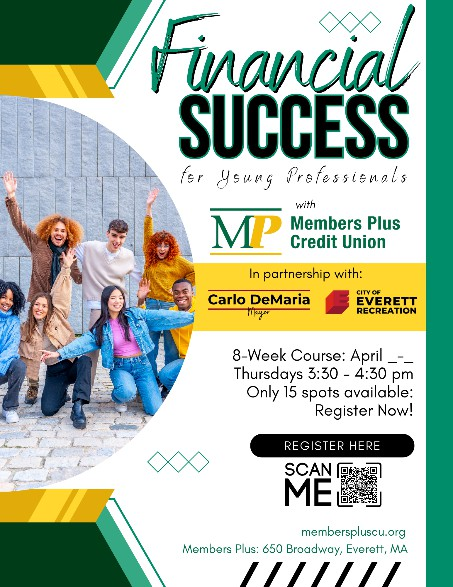 Financial
SUCCESS
for Young Professionals
with
MP Members Plus
Credit Union
In partnership with:
Carlo DeMaria
Mayor
CITY OF
EVERETT
RECREATION
8-Week Course: April _-_
Thursdays 3:30 - 4:30 pm
Only 15 spots available:
Register Now!
REGISTER HERE
SCAN
ME
memberspluscu.org
Members Plus: 650 Broadway, Everett, MA